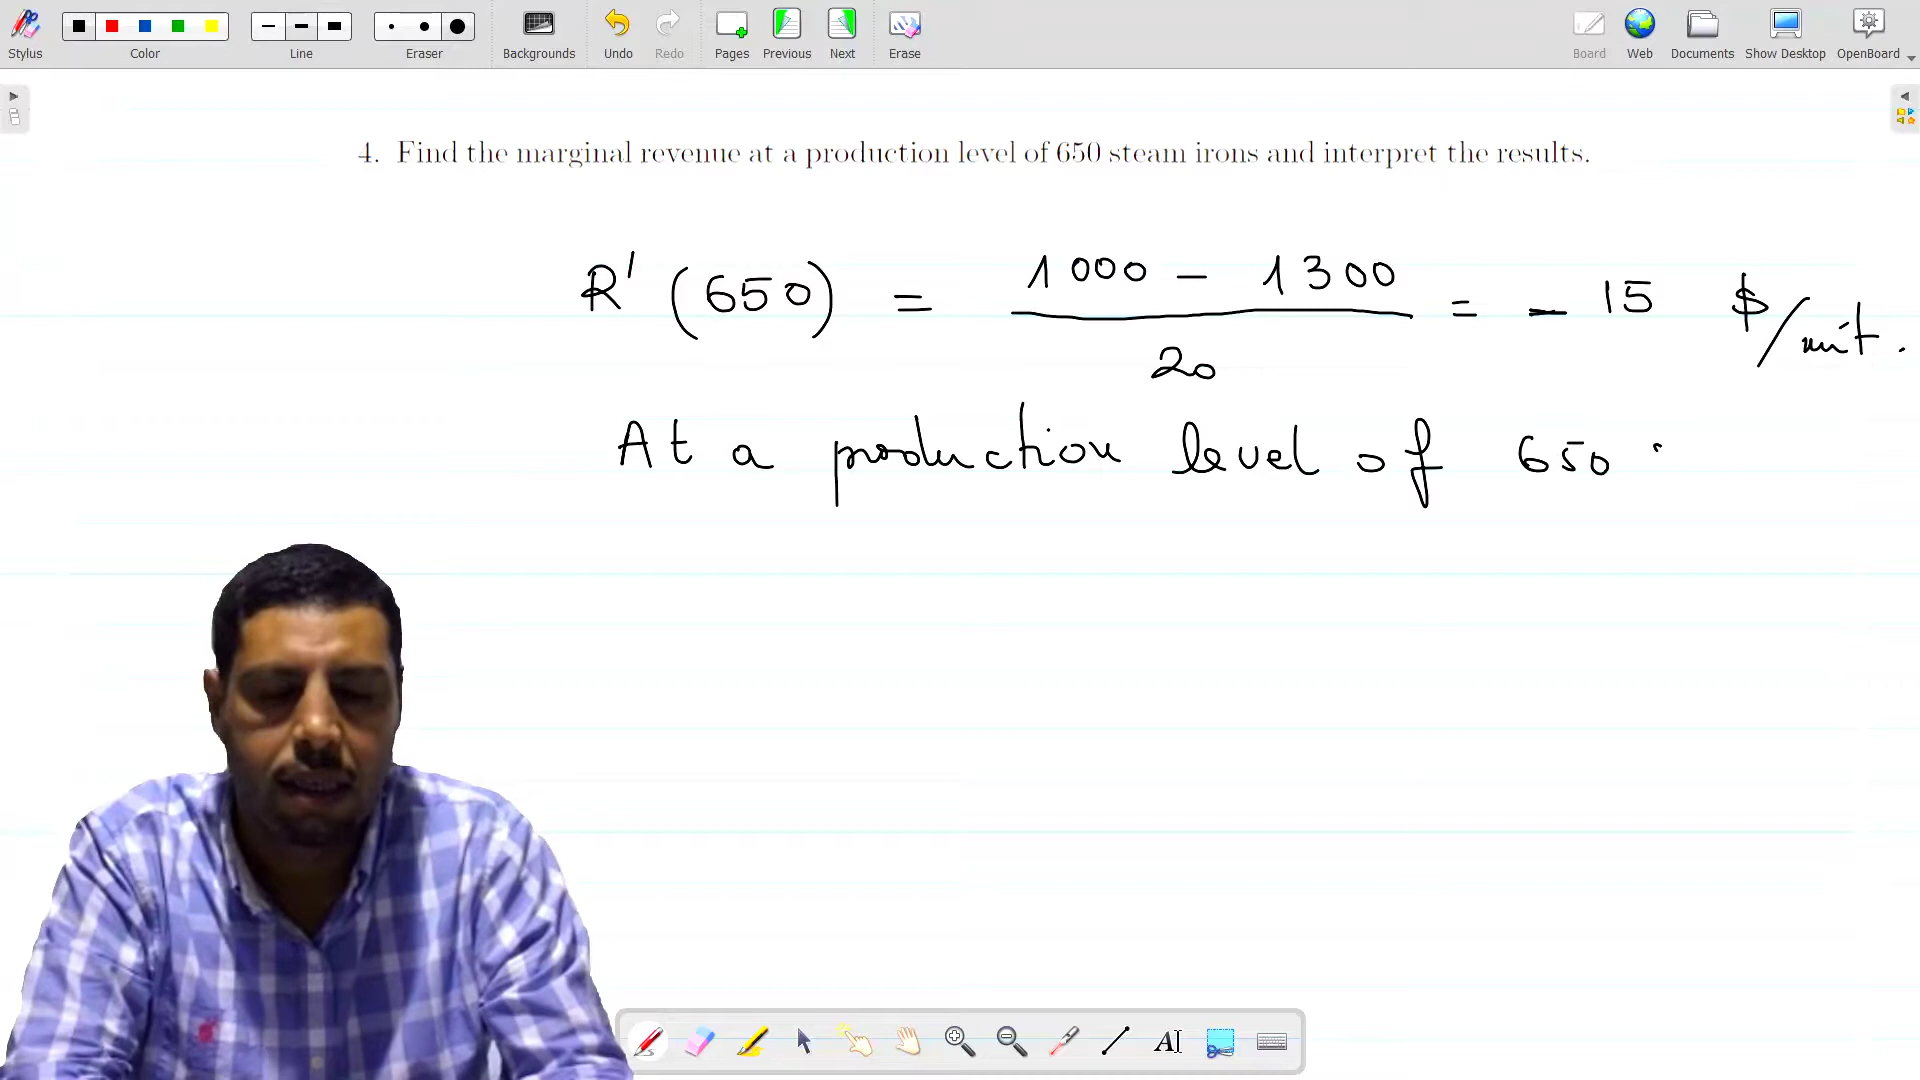 Stylus
Color
Line
Eraser
Backgrounds
Undo
Redo
Pages
Previous
Next
Erase
Board
Web
Documents
Show Desktop
OpenBoard
4. Find the marginal revenue at a production level of 650 steam irons and interpret the results.
R'(650) = (1000 - 1300)/20 = - 15 $/unit.
At a production level of 650